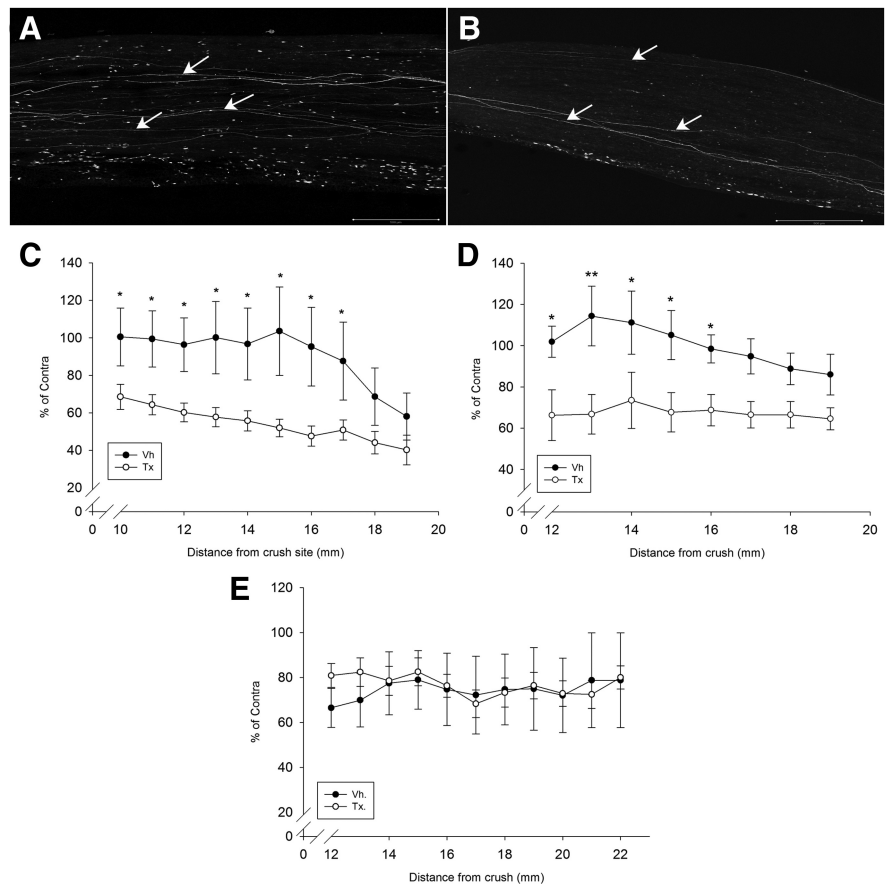 A
B
C
140
120
100
80
60
40
20
0
% of Contra
* * * * * * * *
Vh
Tx
0 10 12 14 16 18 20
Distance from crush site (mm)
D
140
120
100
80
60
40
0
% of Contra
* ** * * *
Vh
Tx
0 12 14 16 18 20
Distance from crush (mm)
E
120
100
80
60
40
20
0
% of Contra
Vh.
Tx.
0 12 14 16 18 20 22
Distance from crush (mm)